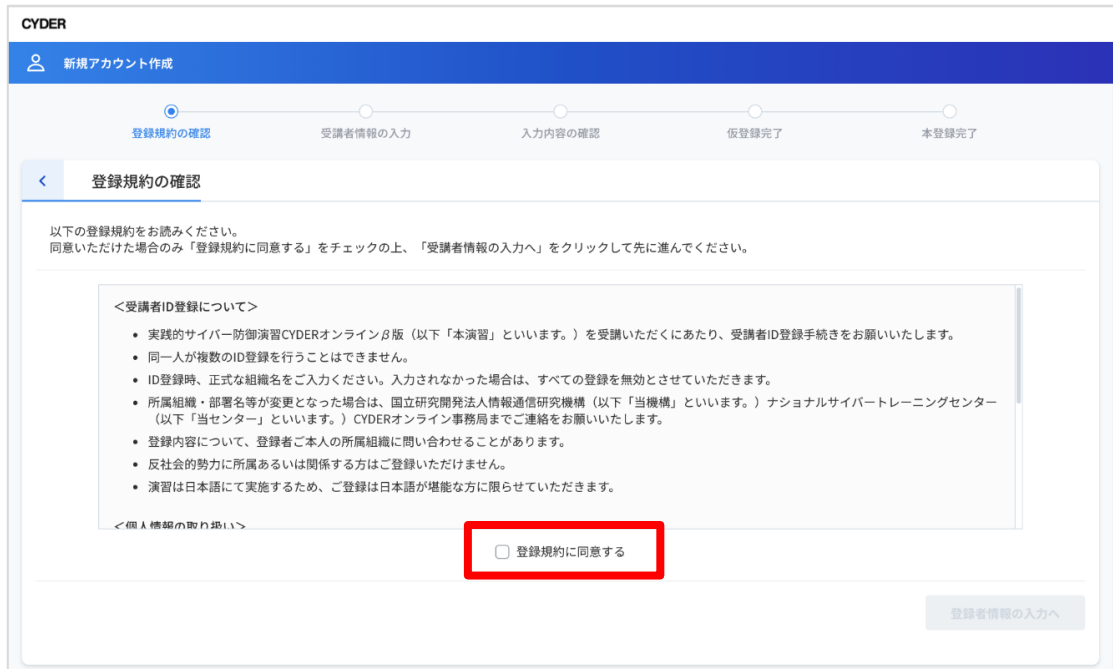 CYDER
新規アカウント作成
登録規約の確認
受講者情報の入力
入力内容の確認
仮登録完了
本登録完了
登録規約の確認
以下の登録規約をお読みください。
同意いただけた場合のみ「登録規約に同意する」をチェックの上、「受講者情報の入力へ」をクリックして先に進んでください。
＜受講者ID登録について＞
• 実践的サイバー防御演習CYDERオンラインβ版（以下「本演習」といいます。）を受講いただくにあたり、受講者ID登録手続きをお願いいたします。
• 同一人が複数のID登録を行うことはできません。
• ID登録時、正式な組織名をご入力ください。入力されなかった場合は、すべての登録を無効とさせていただきます。
• 所属組織・部署名等が変更となった場合は、国立研究開発法人情報通信研究機構（以下「当機構」といいます。）ナショナルサイバートレーニングセンター
（以下「当センター」といいます。）CYDERオンライン事務局までご連絡をお願いいたします。
• 登録内容について、登録者ご本人の所属組織に問い合わせることがあります。
• 反社会的勢力に所属あるいは関係する方はご登録いただけません。
• 演習は日本語にて実施するため、ご登録は日本語が堪能な方に限らせていただきます。
＜個人情報の取り扱い＞
登録規約に同意する
登録者情報の入力へ